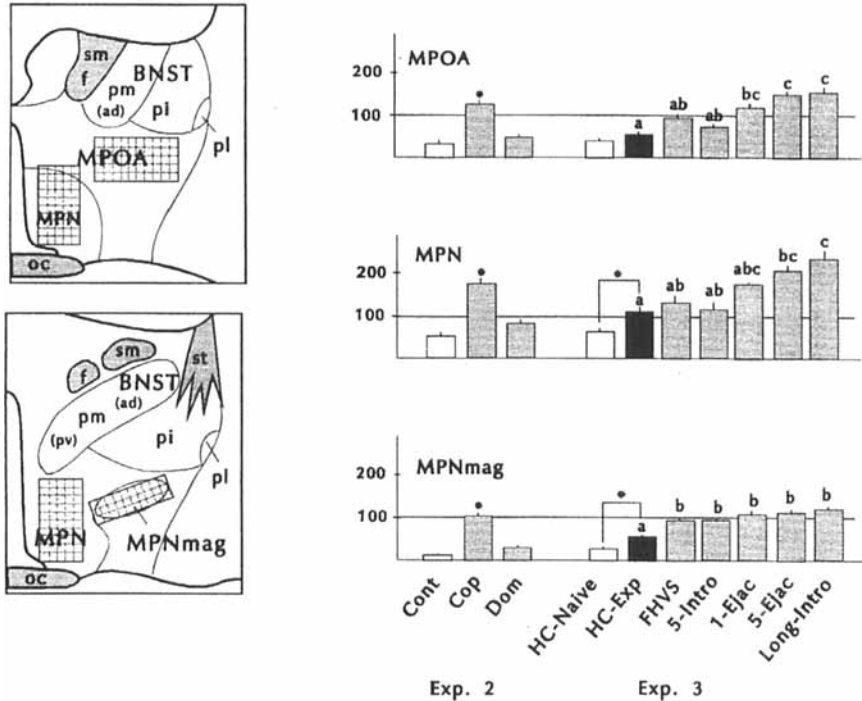 sm
f
BNST
pm
(ad)
pi
pl
MPOA
MPN
oc
sm
st
f
BNST
(ad)
pm
(pv)
pi
pl
MPN
MPNmag
oc
MPOA
200
100
a
ab
ab
bc
c
c
MPN
200
100
a
ab
ab
abc
bc
c
MPNmag
200
100
a
b
b
b
b
b
Cont
Cop
Dom
HC-Naive
HC-Exp
FHVS
5-Intro
1-Ejac
5-Ejac
Long-Intro
Exp. 2 Exp. 3